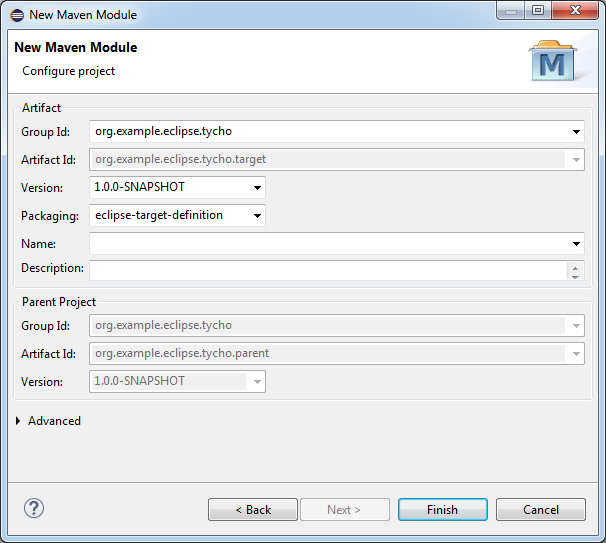 New Maven Module
New Maven Module
Configure project
M
Artifact
Group Id: org.example.eclipse.tycho
Artifact Id: org.example.eclipse.tycho.target
Version: 1.0.0-SNAPSHOT
Packaging: eclipse-target-definition
Name:
Description:
Parent Project
Group Id: org.example.eclipse.tycho
Artifact Id: org.example.eclipse.tycho.parent
Version: 1.0.0-SNAPSHOT
Advanced
? < Back Next > Finish Cancel